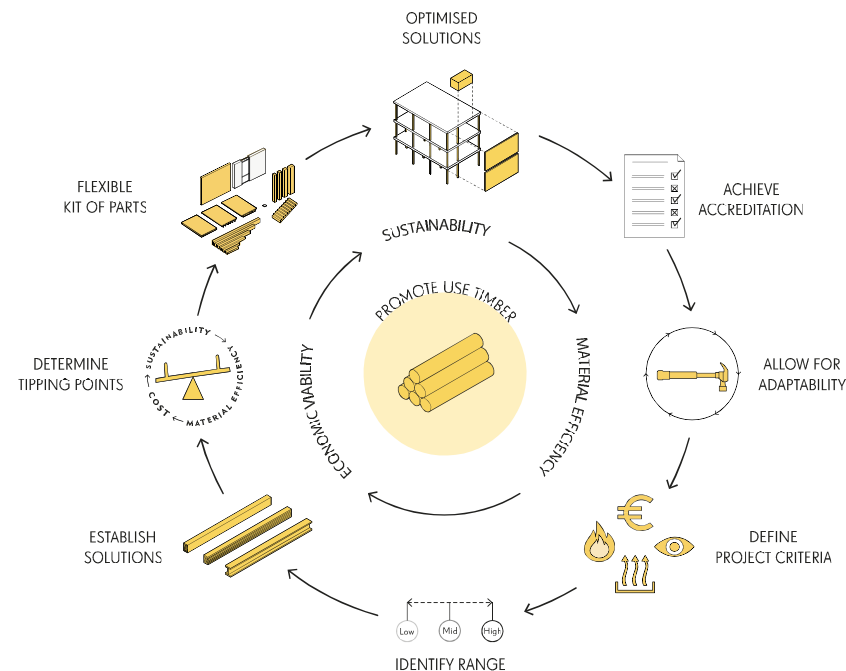 OPTIMISED
SOLUTIONS
ACHIEVE
ACCREDITATION
ALLOW FOR
ADAPTABILITY
DEFINE
PROJECT CRITERIA
Low
Mid
High
IDENTIFY RANGE
ESTABLISH
SOLUTIONS
DETERMINE
TIPPING POINTS
SUSTAINABILITY
MATERIAL EFFICIENCY
COST
FLEXIBLE
KIT OF PARTS
SUSTAINABILITY
MATERIAL EFFICIENCY
ECONOMIC VIABILITY
PROMOTE USE TIMBER